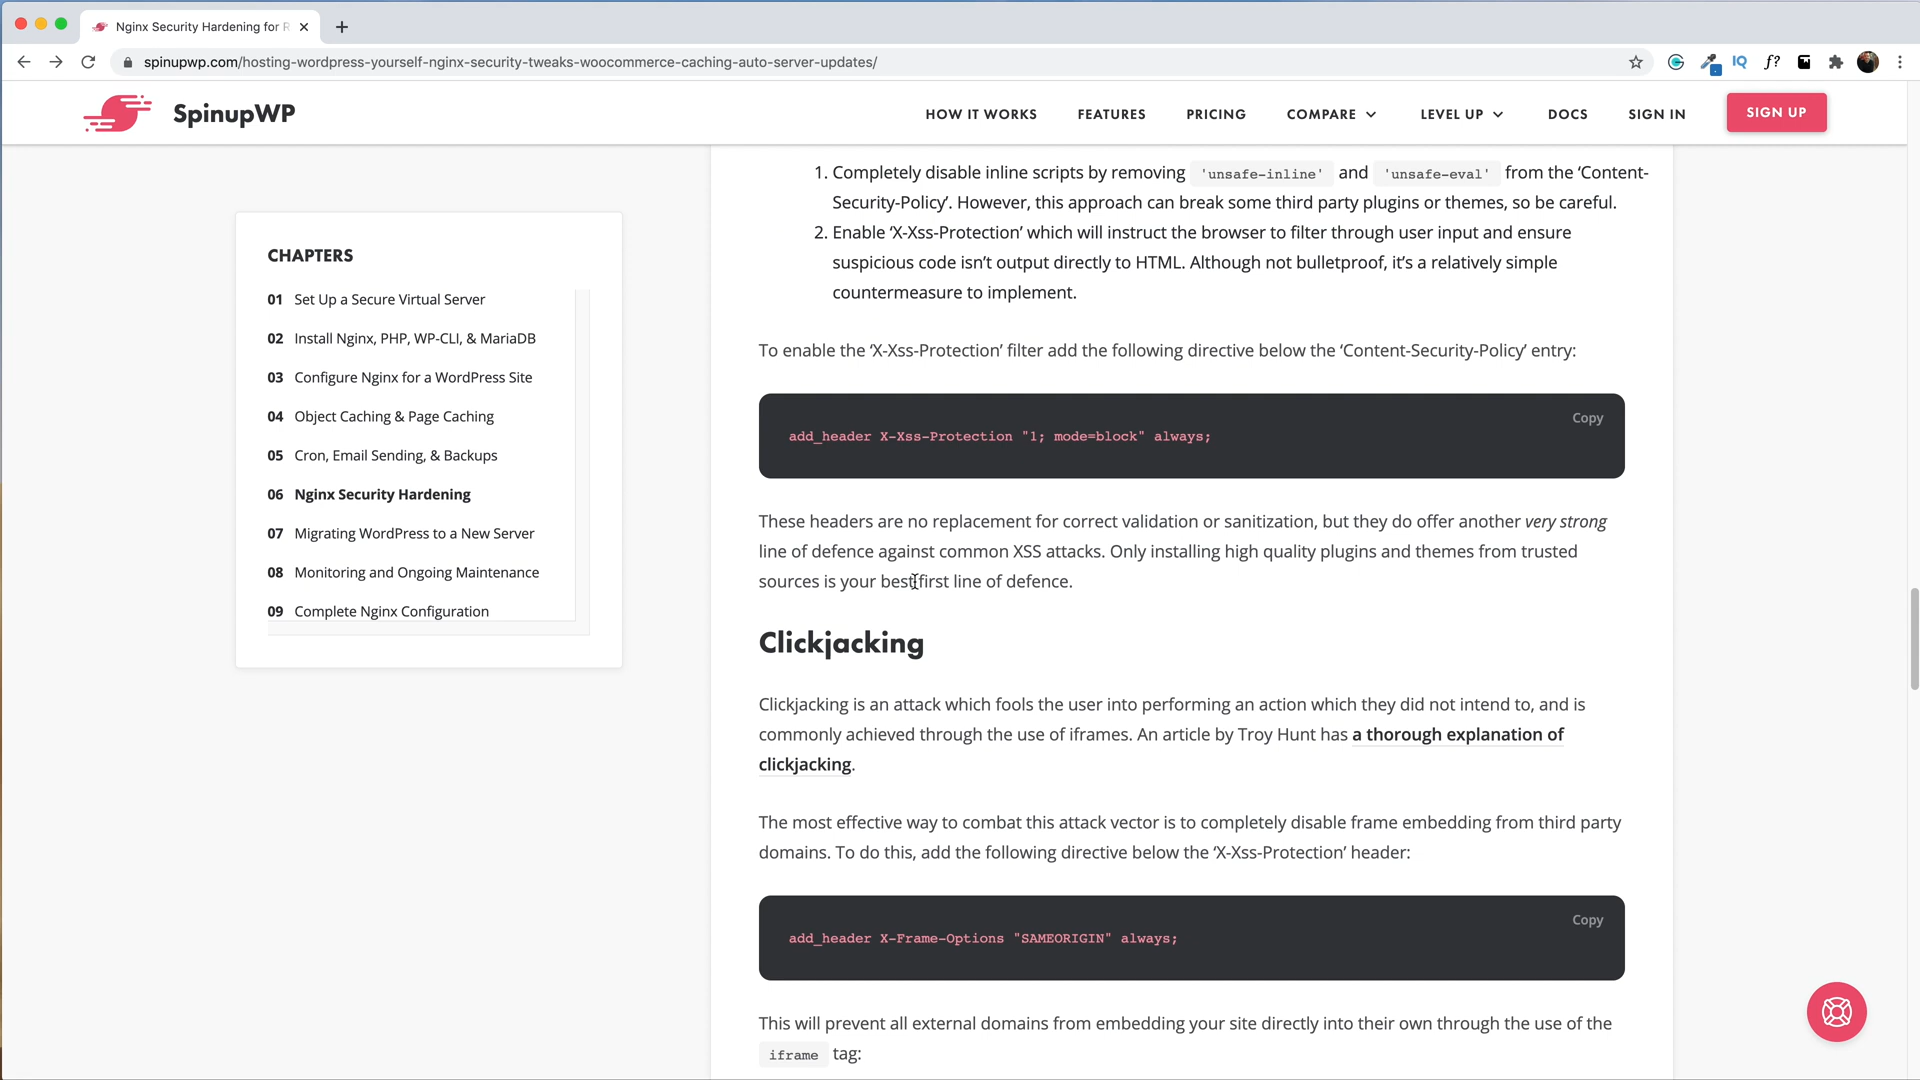 Nginx Security Hardening for R
spinupwp.com/hosting-wordpress-yourself-nginx-security-tweaks-woocommerce-caching-auto-server-updates/
IQ
f?
SpinupWP
HOW IT WORKS
FEATURES
PRICING
COMPARE
LEVEL UP
DOCS
SIGN IN
SIGN UP
CHAPTERS
01 Set Up a Secure Virtual Server
02 Install Nginx, PHP, WP-CLI, & MariaDB
03 Configure Nginx for a WordPress Site
04 Object Caching & Page Caching
05 Cron, Email Sending, & Backups
06 Nginx Security Hardening
07 Migrating WordPress to a New Server
08 Monitoring and Ongoing Maintenance
09 Complete Nginx Configuration
1. Completely disable inline scripts by removing 'unsafe-inline' and 'unsafe-eval' from the ‘Content-
Security-Policy’. However, this approach can break some third party plugins or themes, so be careful.
2. Enable ‘X-Xss-Protection’ which will instruct the browser to filter through user input and ensure
suspicious code isn’t output directly to HTML. Although not bulletproof, it’s a relatively simple
countermeasure to implement.
To enable the ‘X-Xss-Protection’ filter add the following directive below the ‘Content-Security-Policy’ entry:
Copy
add_header X-Xss-Protection "1; mode=block" always;
These headers are no replacement for correct validation or sanitization, but they do offer another very strong
line of defence against common XSS attacks. Only installing high quality plugins and themes from trusted
sources is your best first line of defence.
Clickjacking
Clickjacking is an attack which fools the user into performing an action which they did not intend to, and is
commonly achieved through the use of iframes. An article by Troy Hunt has a thorough explanation of
clickjacking.
The most effective way to combat this attack vector is to completely disable frame embedding from third party
domains. To do this, add the following directive below the ‘X-Xss-Protection’ header:
Copy
add_header X-Frame-Options "SAMEORIGIN" always;
This will prevent all external domains from embedding your site directly into their own through the use of the
iframe tag: